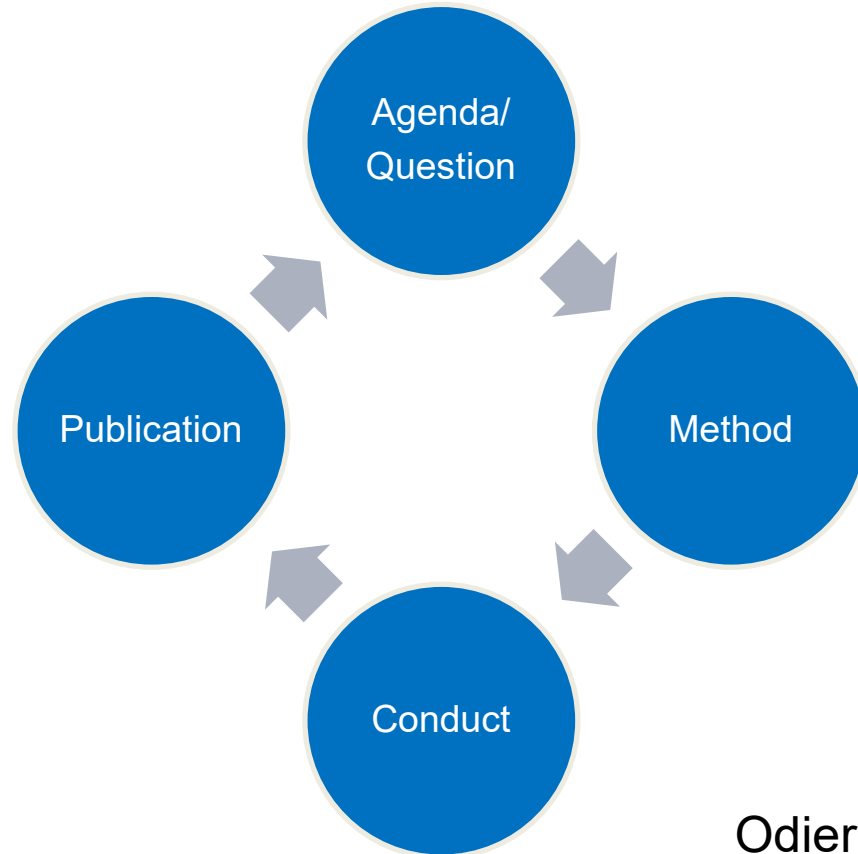 Agenda/
Question
Publication
Method
Conduct
Odier